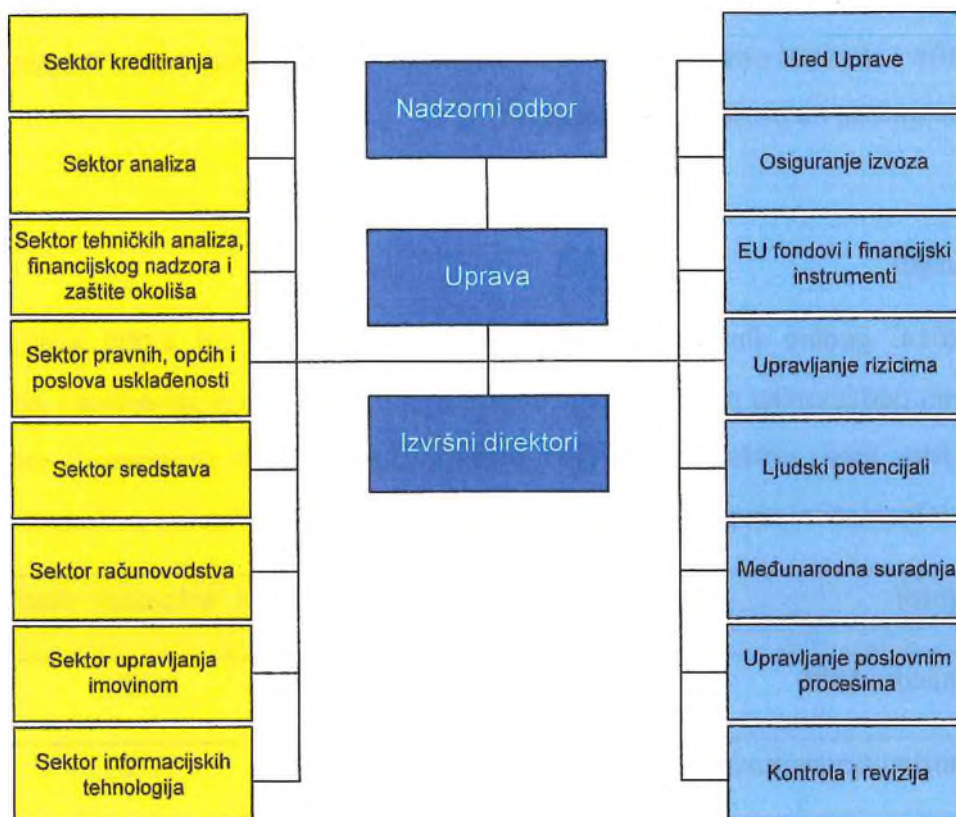 Sektor kreditiranja
Sektor analiza
Sektor tehničkih analiza,
financijskog nadzora i
zaštite okoliša
Sektor pravnih, općih i
poslova usklađenosti
Sektor sredstava
Sektor računovodstva
Sektor upravljanja
imovinom
Sektor informacijskih
tehnologija
Nadzorni odbor
Uprava
Izvršni direktori
Ured Uprave
Osiguranje izvoza
EU fondovi i financijski
instrumenti
Upravljanje rizicima
Ljudski potencijali
Međunarodna suradnja
Upravljanje poslovnim
procesima
Kontrola i revizija